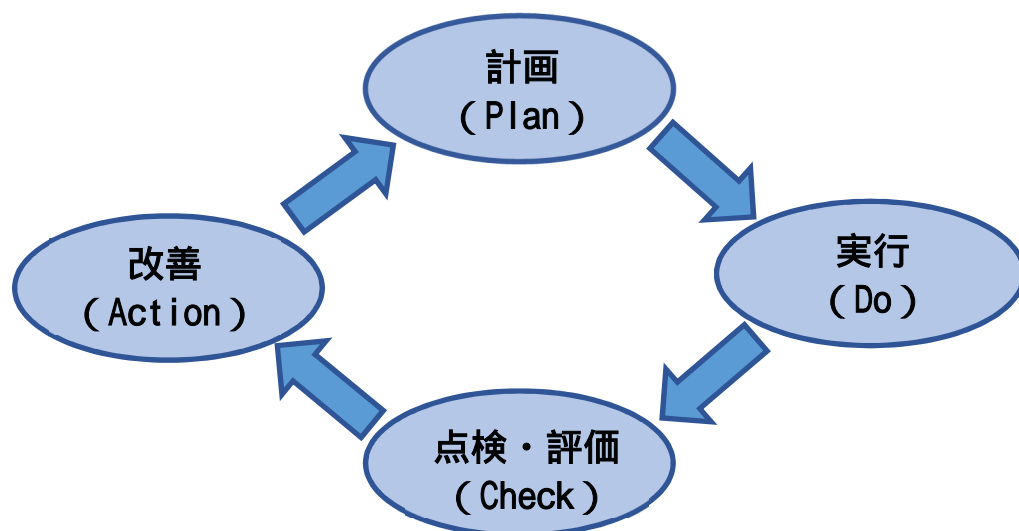 計画
（Plan）
実行
（Do）
点検・評価
（Check）
改善
（Action）